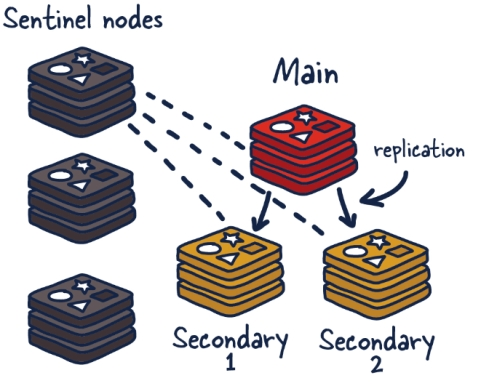 Sentinel nodes
Main
replication
Secondary
1
Secondary
2